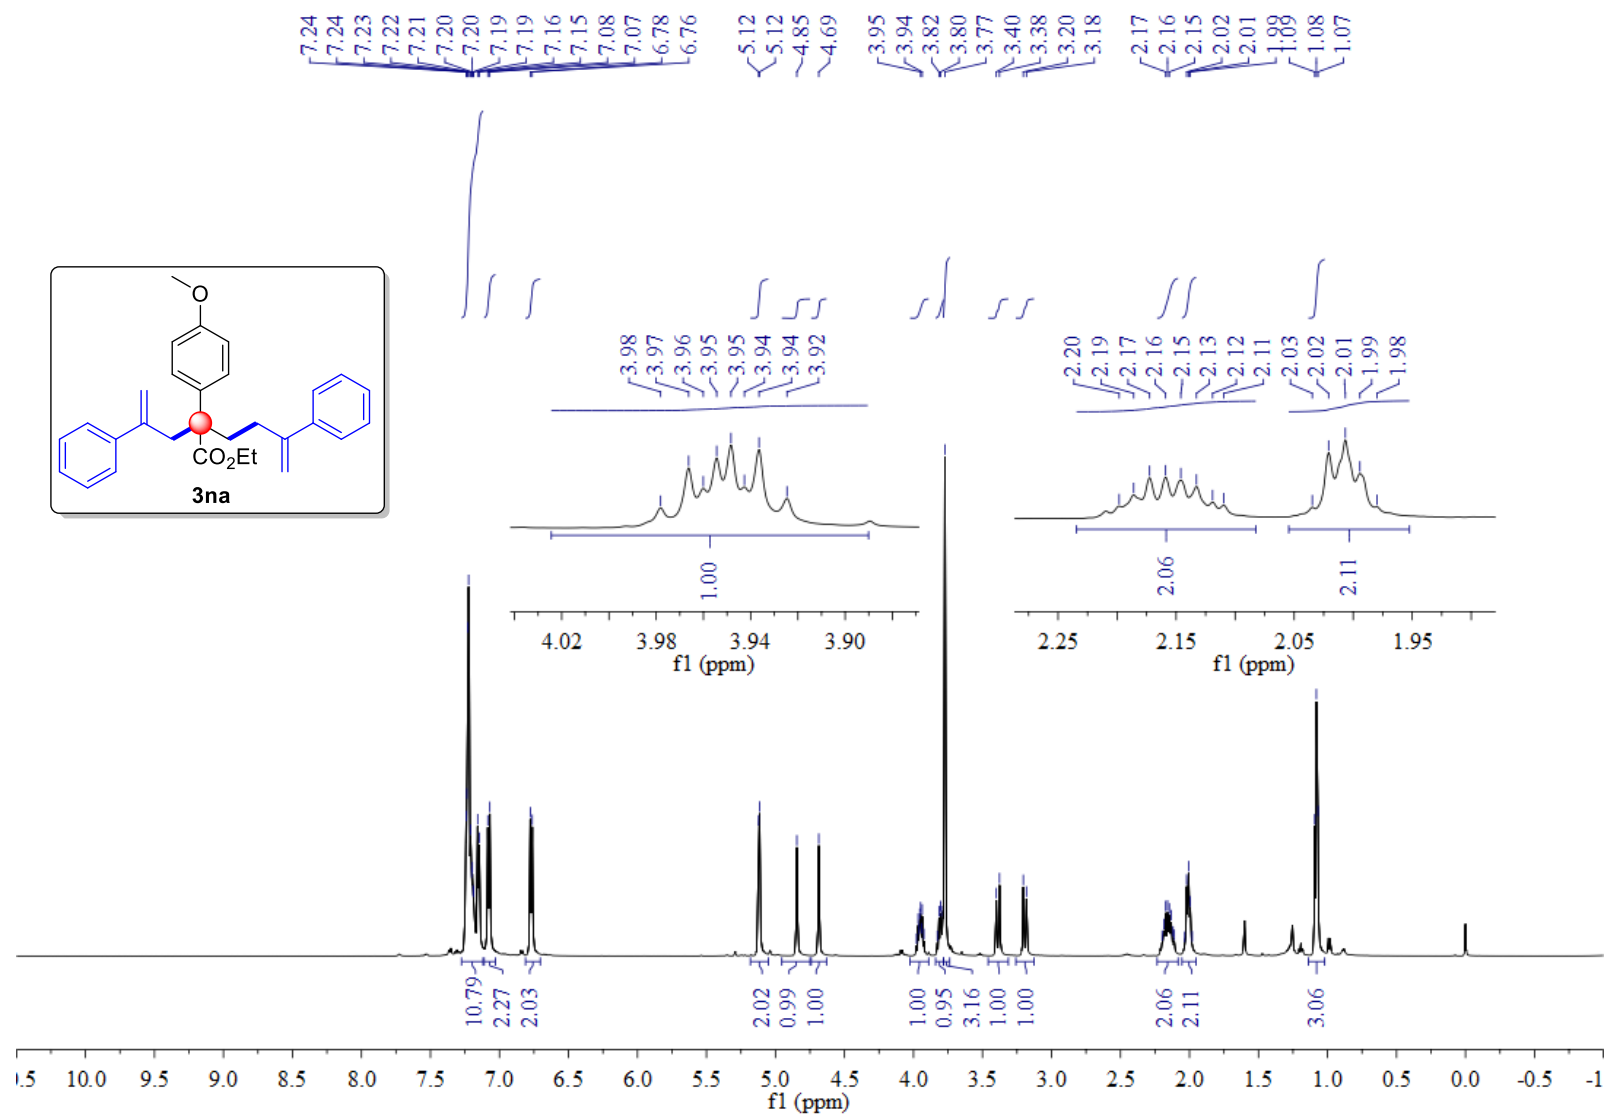 7.24 7.24 7.23 7.22 7.21 7.20 7.20 7.19 7.19 7.16 7.15 7.08 7.07 6.78 6.76 5.12 5.12 4.85 4.69 3.95 3.94 3.82 3.80 3.77 3.40 3.38 3.20 3.18 2.17 2.16 2.15 2.02 2.01 1.99 1.09 1.08 1.07
O
CO2Et
3na
3.98 3.97 3.96 3.95 3.95 3.94 3.94 3.92
1.00
4.02 3.98 3.94 3.90
f1 (ppm)
2.20 2.19 2.17 2.16 2.15 2.13 2.12 2.11 2.03 2.02 2.01 1.99 1.98
2.06 2.11
2.25 2.15 2.05 1.95
f1 (ppm)
10.79 2.27 2.03 2.02 0.99 1.00 1.00 0.95 3.16 1.00 1.00 2.06 2.11 3.06
10.0 9.5 9.0 8.5 8.0 7.5 7.0 6.5 6.0 5.5 5.0 4.5 4.0 3.5 3.0 2.5 2.0 1.5 1.0 0.5 0.0 -0.5
f1 (ppm)